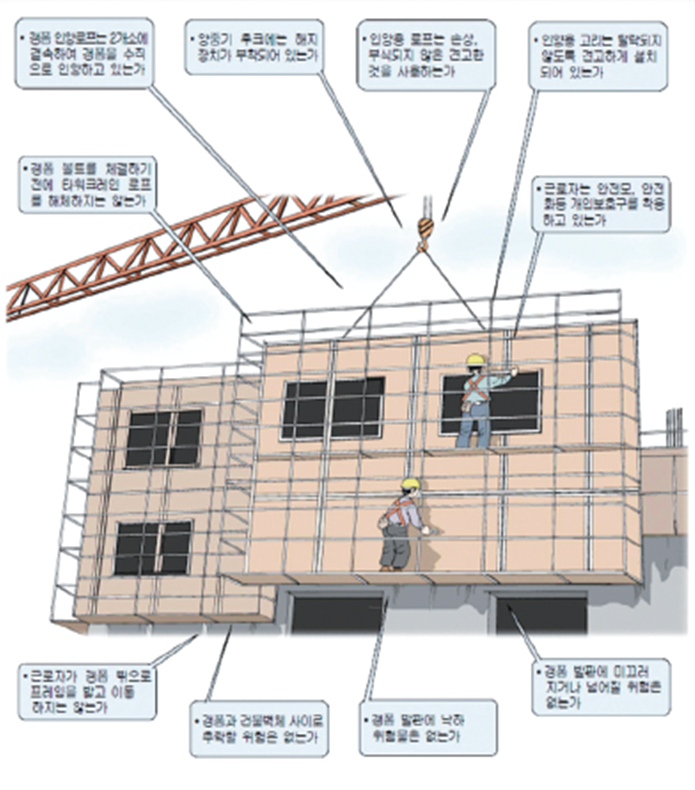 • 갱폼 인양로프는 2개소에
결속하여 갱폼을 수직
으로 인양하고 있는가
• 양중기 후크에는 해지
장치가 부착되어 있는가
• 인양용 로프는 손상,
부식되지 않은 견고한
것을 사용하는가
• 인양용 고리는 탈락되지
않도록 견고하게 설치
되어 있는가
• 갱폼 볼트를 체결하기
전에 타워크레인 로프
를 해체하지는 않는가
• 근로자는 안전모, 안전
화등 개인보호구를 착용
하고 있는가
• 근로자가 갱폼 밖으로
프레임을 밟고 이동
하지는 않는가
• 갱폼과 건물벽체 사이로
추락할 위험은 없는가
• 갱폼 발판에 낙하
위험물은 없는가
• 갱폼 발판에 미끄러
지거나 넘어질 위험은
없는가